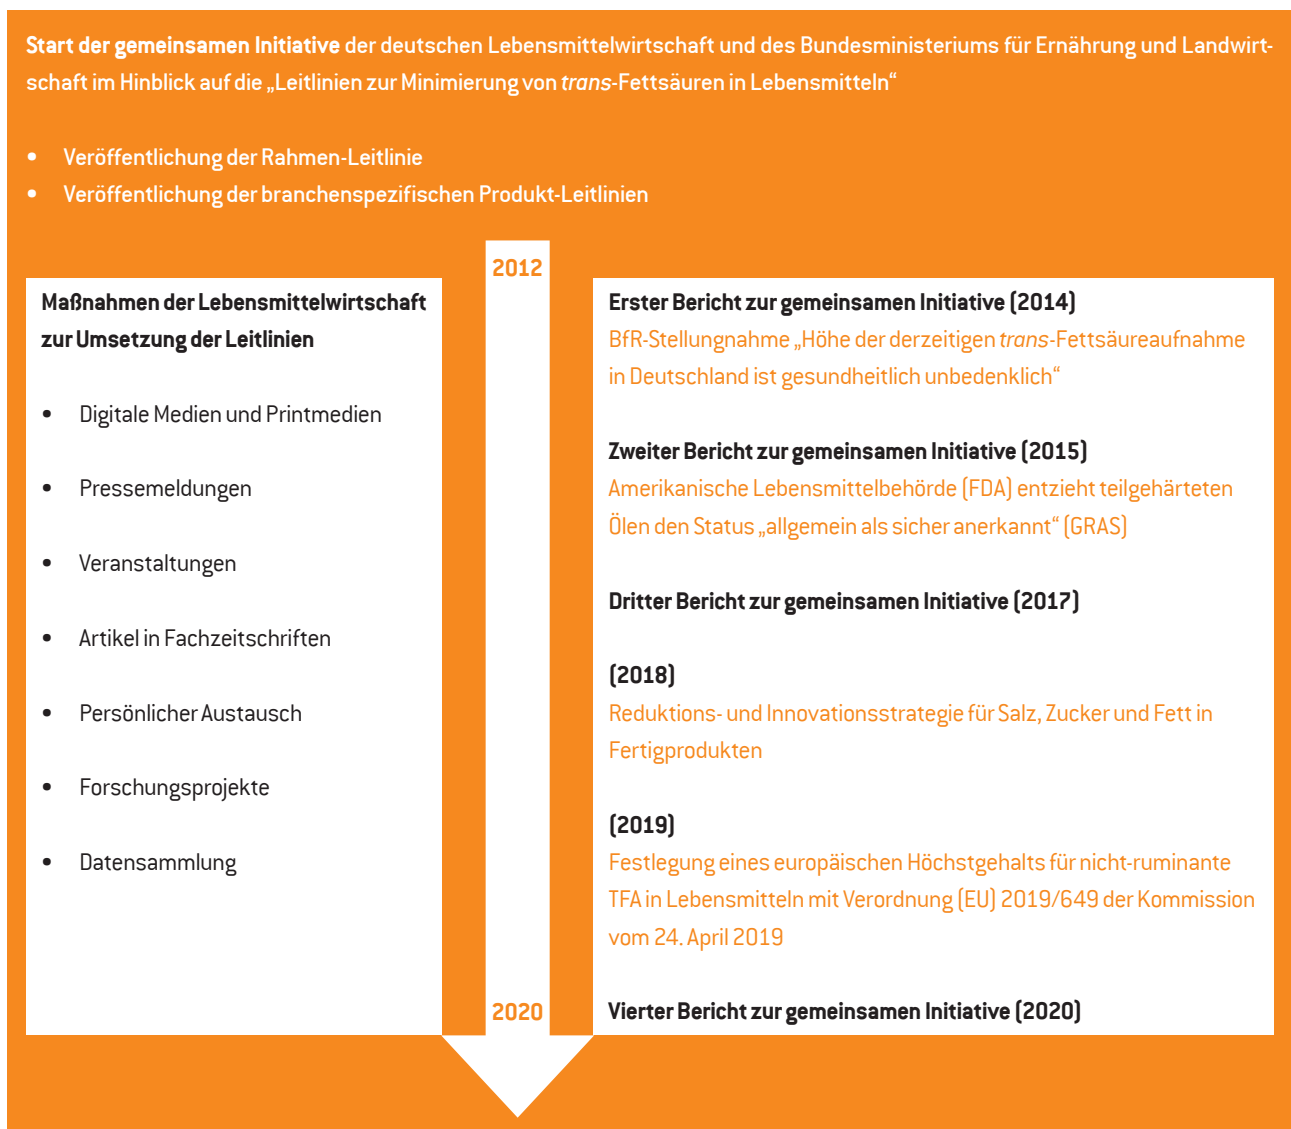 Start der gemeinsamen Initiative der deutschen Lebensmittelwirtschaft und des Bundesministeriums für Ernährung und Landwirt-
schaft im Hinblick auf die „Leitlinien zur Minimierung von trans-Fettsäuren in Lebensmitteln“
• Veröffentlichung der Rahmen-Leitlinie
• Veröffentlichung der branchenspezifischen Produkt-Leitlinien
2012
Maßnahmen der Lebensmittelwirtschaft
zur Umsetzung der Leitlinien
• Digitale Medien und Printmedien
• Pressemeldungen
• Veranstaltungen
• Artikel in Fachzeitschriften
• Persönlicher Austausch
• Forschungsprojekte
• Datensammlung
Erster Bericht zur gemeinsamen Initiative (2014)
BfR-Stellungnahme „Höhe der derzeitigen trans-Fettsäureaufnahme
in Deutschland ist gesundheitlich unbedenklich“
Zweiter Bericht zur gemeinsamen Initiative (2015)
Amerikanische Lebensmittelbehörde (FDA) entzieht teilgehärteten
Ölen den Status „allgemein als sicher anerkannt“ (GRAS)
Dritter Bericht zur gemeinsamen Initiative (2017)
(2018)
Reduktions- und Innovationsstrategie für Salz, Zucker und Fett in
Fertigprodukten
(2019)
Festlegung eines europäischen Höchstgehalts für nicht-ruminante
TFA in Lebensmitteln mit Verordnung (EU) 2019/649 der Kommission
vom 24. April 2019
Vierter Bericht zur gemeinsamen Initiative (2020)
2020